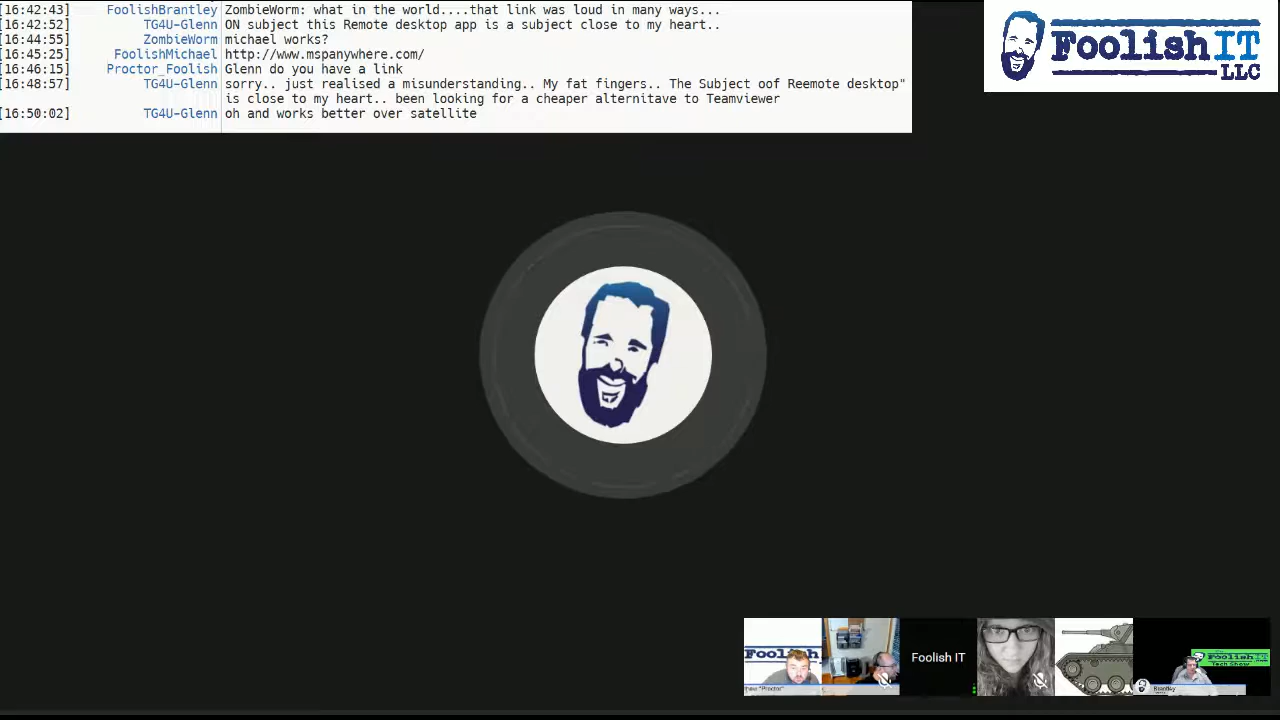 [16:42:43] FoolishBrantley ZombieWorm: what in the world....that link was loud in many ways...
[16:42:52] TG4U-Glenn ON subject this Remote desktop app is a subject close to my heart..
[16:44:55] ZombieWorm michael works?
[16:45:25] FoolishMichael http://www.mspanywhere.com/
[16:46:15] Proctor_Foolish Glenn do you have a link
[16:48:57] TG4U-Glenn sorry.. just realised a misunderstanding.. My fat fingers.. The Subject oof Reemote desktop"
is close to my heart.. been looking for a cheaper alternitave to Teamviewer
[16:50:02] TG4U-Glenn oh and works better over satellite
FoolishIT
LLC
Foolish IT
Foolish IT
Tech Show
"Proctor"
Brantley